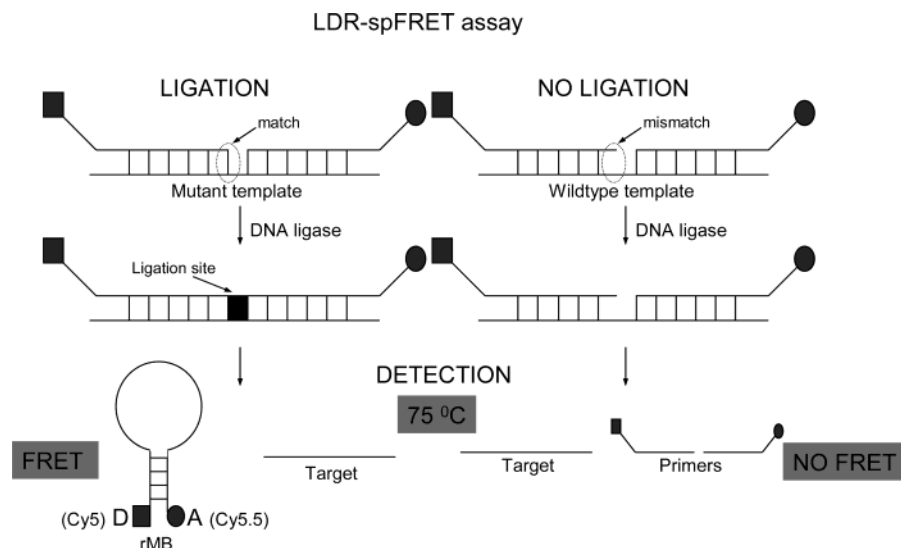 LDR-spFRET assay
LIGATION
NO LIGATION
match
mismatch
Mutant template
Wildtype template
DNA ligase
DNA ligase
Ligation site
DETECTION
75 ⁰C
FRET
Target
Target
Primers
NO FRET
(Cy5) D A (Cy5.5)
rMB